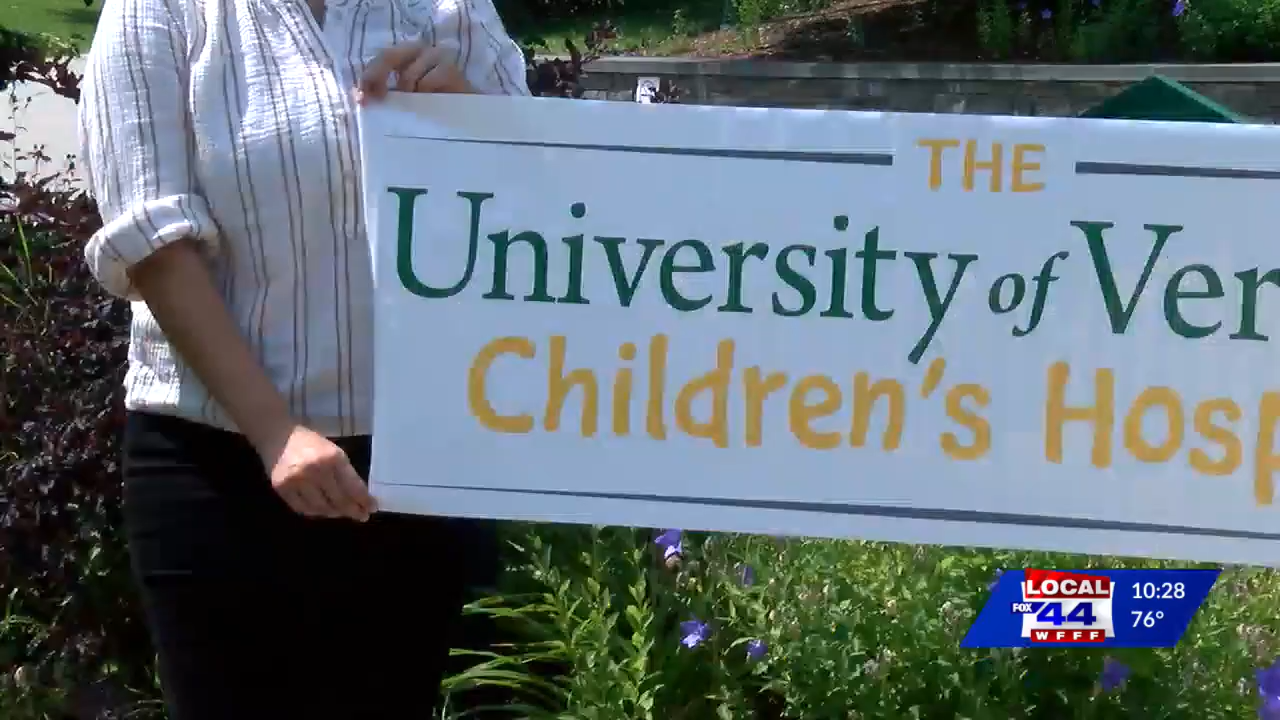 THE
University of Ver
Children's Hosp
LOCAL
FOX 44
WFFF
10:28
76°